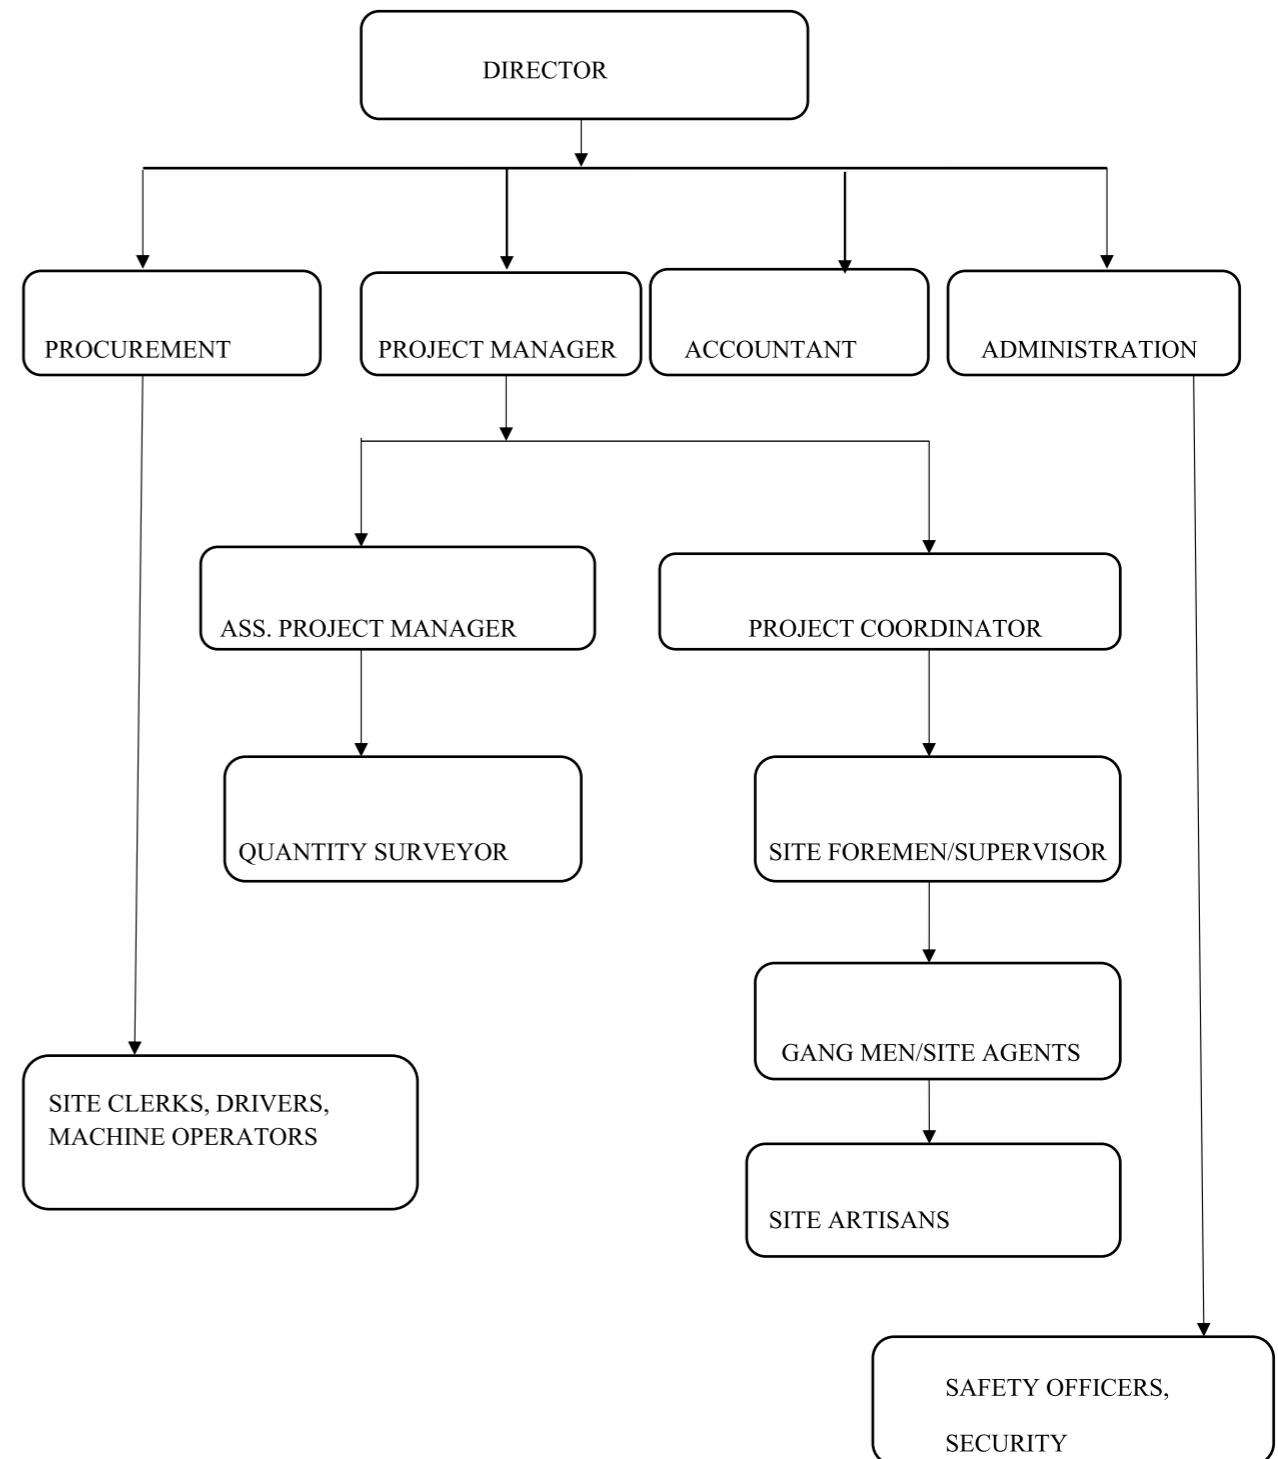 DIRECTOR
PROCUREMENT
PROJECT MANAGER
ACCOUNTANT
ADMINISTRATION
ASS. PROJECT MANAGER
PROJECT COORDINATOR
QUANTITY SURVEYOR
SITE FOREMEN/SUPERVISOR
GANG MEN/SITE AGENTS
SITE CLERKS, DRIVERS,
MACHINE OPERATORS
SITE ARTISANS
SAFETY OFFICERS,
SECURITY